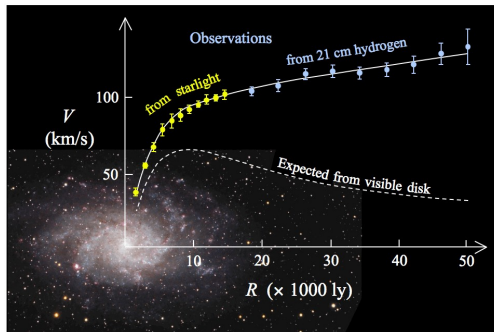 Observations
from 21 cm hydrogen
from starlight
V
(km/s)
100
50
Expected from visible disk
10
20
30
40
50
R (× 1000 ly)